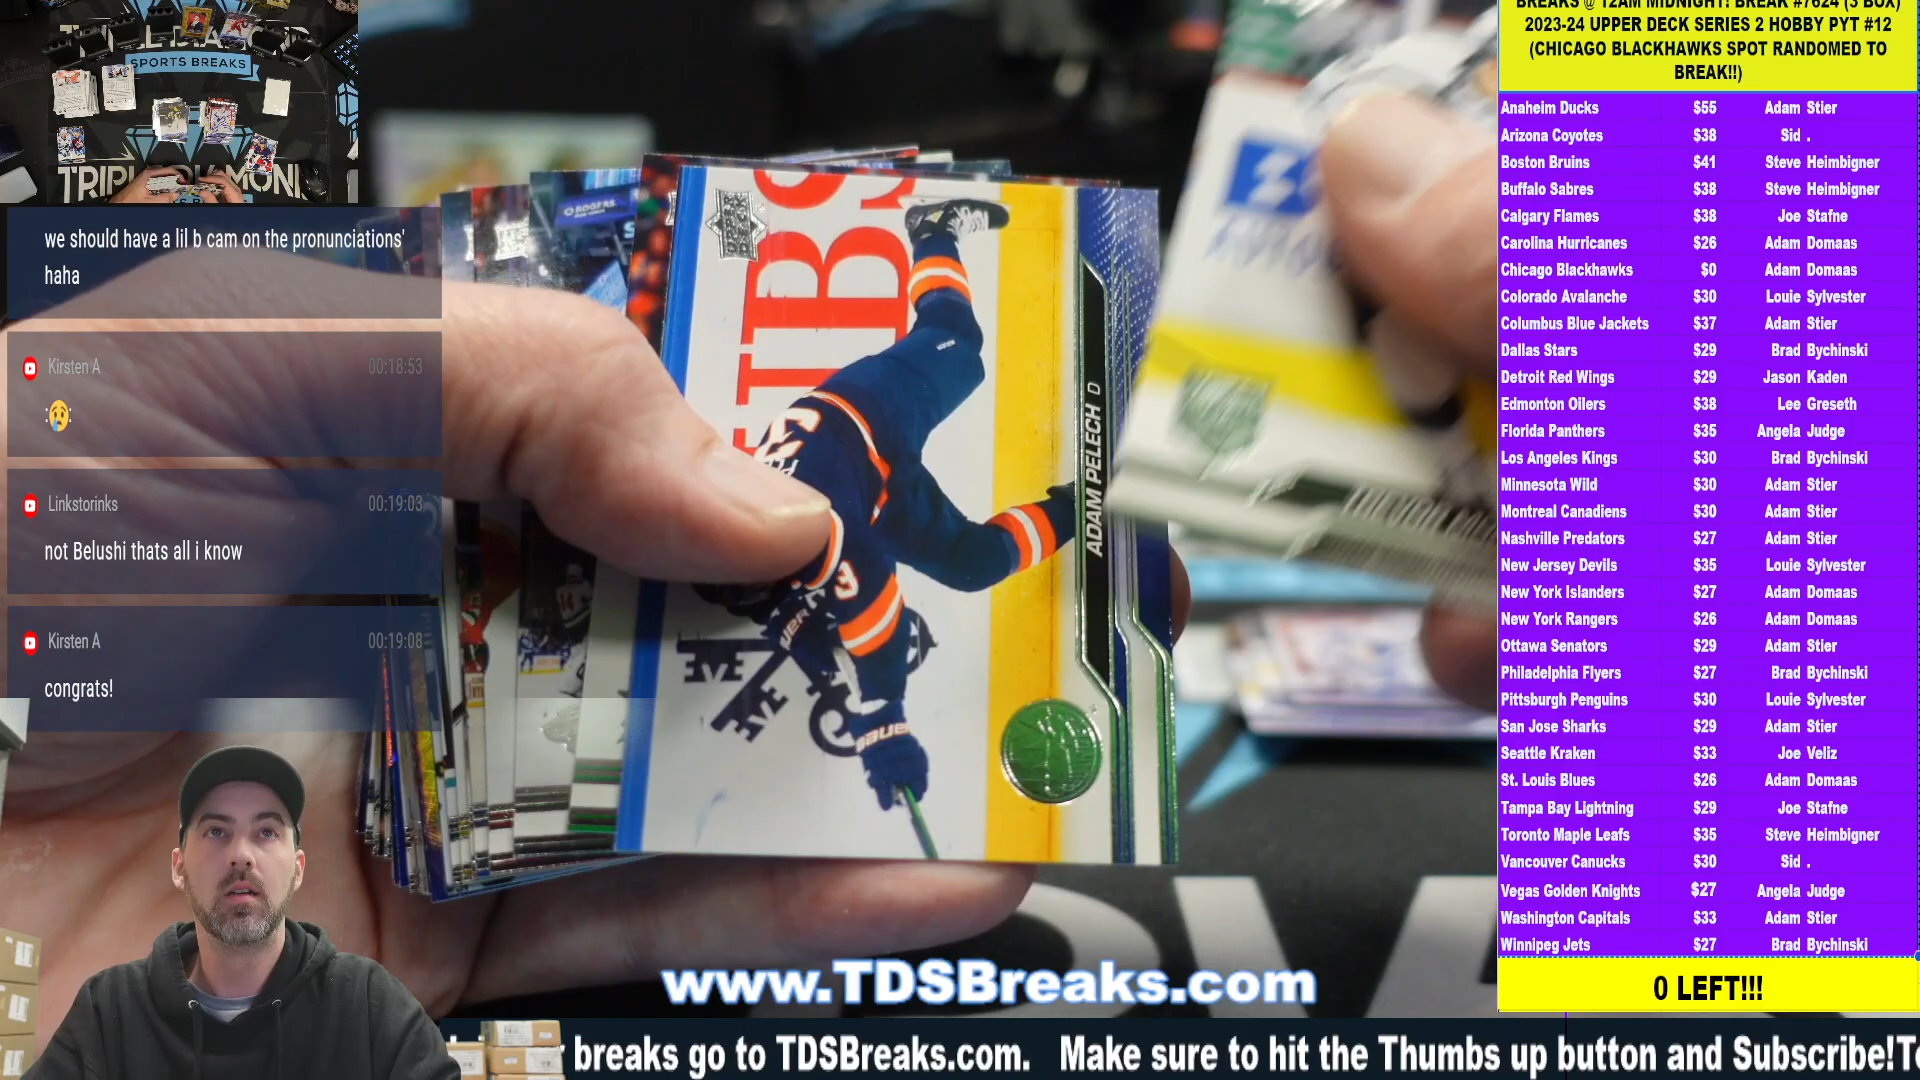 TRIPLE DIAMOND
SPORTS BREAKS
we should have a lil b cam on the pronunciations'
haha
Kirsten A 00:18:53
Linkstorinks 00:19:03
not Belushi thats all i know
Kirsten A 00:19:08
congrats!
UPPER DECK
ROGERS
ADAM PELECH D
3
BAUER
BREAKS @ 12AM MIDNIGHT! BREAK #7624 (3 BOX)
2023-24 UPPER DECK SERIES 2 HOBBY PYT #12
(CHICAGO BLACKHAWKS SPOT RANDOMED TO
BREAK!!)
Anaheim Ducks $55 Adam Stier
Arizona Coyotes $38 Sid .
Boston Bruins $41 Steve Heimbigner
Buffalo Sabres $38 Steve Heimbigner
Calgary Flames $38 Joe Stafne
Carolina Hurricanes $26 Adam Domaas
Chicago Blackhawks $0 Adam Domaas
Colorado Avalanche $30 Louie Sylvester
Columbus Blue Jackets $37 Adam Stier
Dallas Stars $29 Brad Bychinski
Detroit Red Wings $29 Jason Kaden
Edmonton Oilers $38 Lee Greseth
Florida Panthers $35 Angela Judge
Los Angeles Kings $30 Brad Bychinski
Minnesota Wild $30 Adam Stier
Montreal Canadiens $30 Adam Stier
Nashville Predators $27 Adam Stier
New Jersey Devils $35 Louie Sylvester
New York Islanders $27 Adam Domaas
New York Rangers $26 Adam Domaas
Ottawa Senators $29 Adam Stier
Philadelphia Flyers $27 Brad Bychinski
Pittsburgh Penguins $30 Louie Sylvester
San Jose Sharks $29 Adam Stier
Seattle Kraken $33 Joe Veliz
St. Louis Blues $26 Adam Domaas
Tampa Bay Lightning $29 Joe Stafne
Toronto Maple Leafs $35 Steve Heimbigner
Vancouver Canucks $30 Sid .
Vegas Golden Knights $27 Angela Judge
Washington Capitals $33 Adam Stier
Winnipeg Jets $27 Brad Bychinski
0 LEFT!!!
www.TDSBreaks.com
breaks go to TDSBreaks.com. Make sure to hit the Thumbs up button and Subscribe!